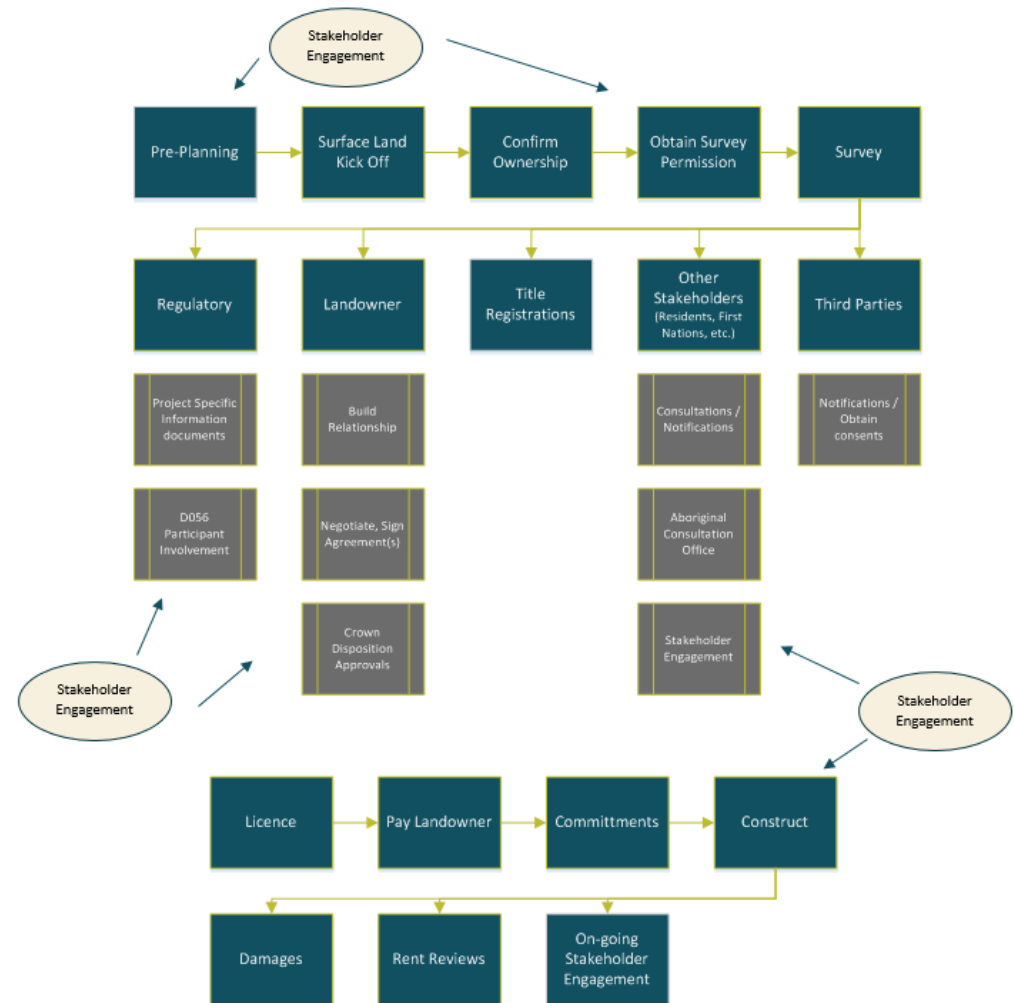 Stakeholder
Engagement
Pre-Planning
Surface Land
Kick Off
Confirm
Ownership
Obtain Survey
Permission
Survey
Regulatory
Landowner
Title
Registrations
Other
Stakeholders
(Residents, First
Nations, etc.)
Third Parties
Project Specific
Information
documents
Build
Relationship
Consultations /
Notifications
Notifications /
Obtain
consents
D056
Participant
Involvement
Negotiate, Sign
Agreement(s)
Aboriginal
Consultation
Office
Crown
Disposition
Approvals
Stakeholder
Engagement
Stakeholder
Engagement
Stakeholder
Engagement
Licence
Pay Landowner
Committments
Construct
Damages
Rent Reviews
On-going
Stakeholder
Engagement